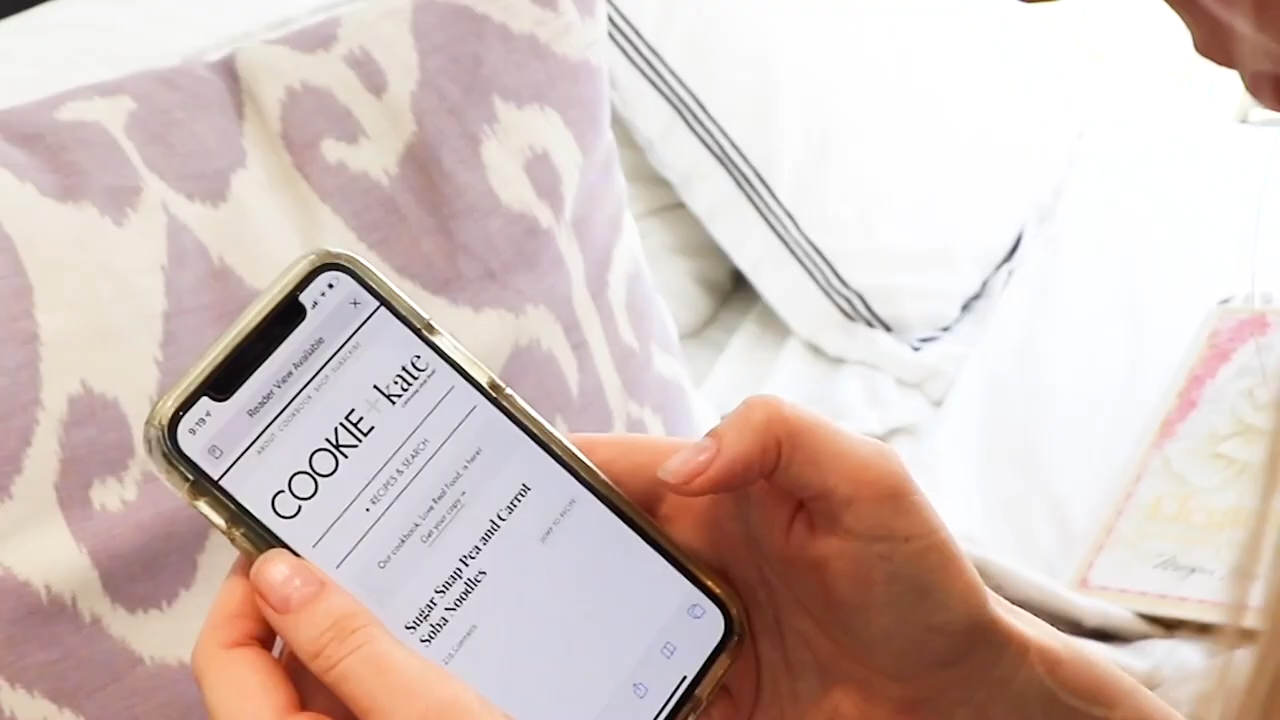 9:19
Reader View Available
ABOUT COOKBOOK SHOP SUBSCRIBE
COOKIE + kate
• RECIPES & SEARCH
Our cookbook, Love Real Food, is here!
Get your copy »
JUMP TO RECIPE
Sugar Snap Pea and Carrot
Soba Noodles
Comments